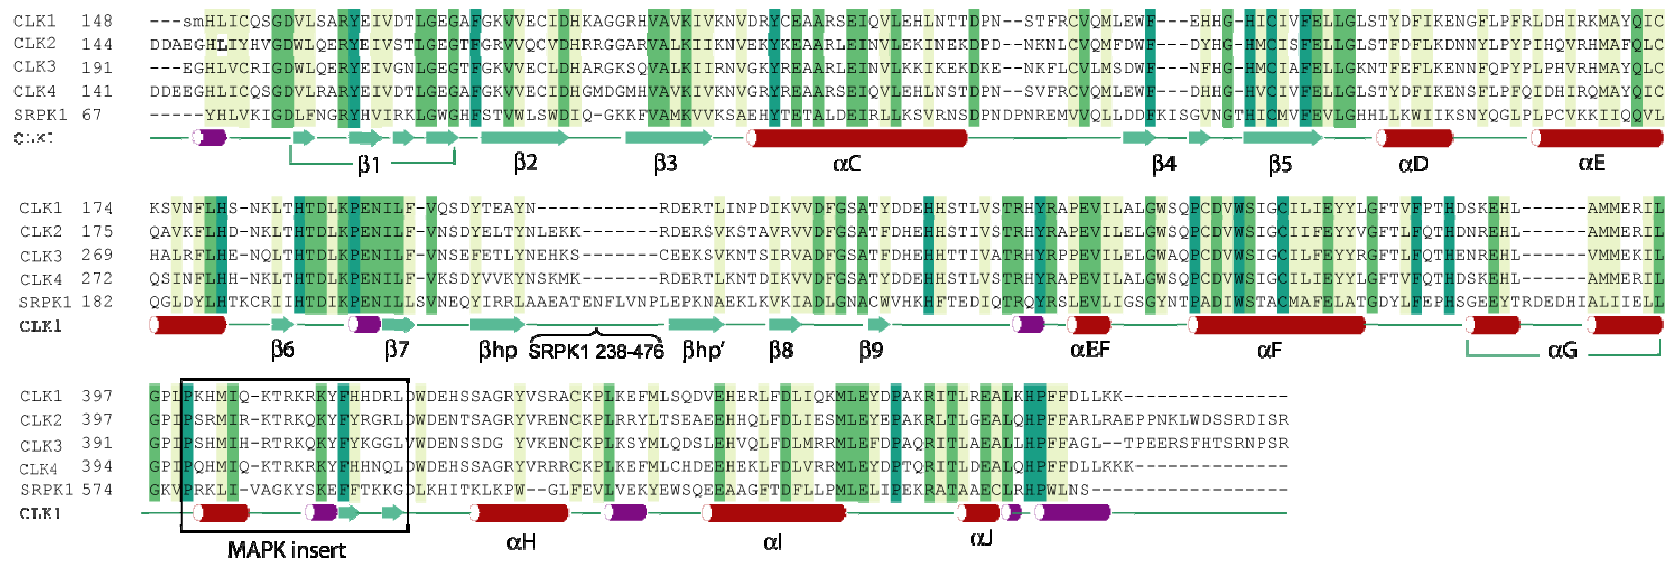 CLK1 148 ---smHLICQSGDVLSARYEIVDTLGEGAFGKVVECIDHKAGGRHVAVKIVKNVDRYCEAARSEIQVLEHLNTTDPN--STFRCVQMLEWF---EHHG-HICIVFELLGLSTYDFIKENGFLPFRLDHIRKMAYQIC
CLK2 144 DDAEGHLIYHVGDWLQERYEIVSTLGEGTFGRVVQCVDHRRGGARVALKIIKNVEKYKEAARLEINVLEKINEKDPD--NKNLCVQMFDWF---DYHG-HMCISFELLGLSTFDFLKDNNYLPYPIHQVRHMAFQLC
CLK3 191 ---EGHLVCRIGDWLQERYEIVGNLGEGTFGKVVECLDHARGKSQVALKIIRNVGKYREAARLEINVLKKIKEKDKE--NKFLCVLMSDWF---NFHG-HMCIAFELLGKNTFEFLKENNFQPYPLPHVRHMAYQLC
CLK4 141 DDEEGHLICQSGDVLRARYEIVDTLGEGAFGKVVECIDHGMDGMHVAVKIVKNVGRYREAARSEIQVLEHLNSTDPN--SVFRCVQMLEWF---DHHG-HVCIVFELLGLSTYDFIKENSFLPFQIDHIRQMAYQIC
SRPK1 67 -----YHLVKIGDLFNGRYHVIRKLGWGHFSTVWLSWDIQ-GKKFVAMKVVKSAEHYTETALDEIRLLKSVRNSDPNDPNREMVVQLLDDFKISGVNGTHICMVFEVLGHHLLKWIIKSNYQGLPLPCVKKIIQQVL
CLK1
β1 β2 β3 αC β4 β5 αD αE
CLK1 174 KSVNFLHS-NKLTHTDLKPENILF-VQSDYTEAYN-----------RDERTLINPDIKVVDFGSATYDDEHHSTLVSTRHYRAPEVILALGWSQPCDVWSIGCILIEYYLGFTVFPTHDSKEHL------AMMERIL
CLK2 175 QAVKFLHD-NKLTHTDLKPENILF-VNSDYELTYNLEKK-------RDERSVKSTAVRVVDFGSATFDHEHHSTIVSTRHYRAPEVILELGWSQPCDVWSIGCIIFEYYVGFTLFQTHDNREHL------AMMERIL
CLK3 269 HALRFLHE-NQLTHTDLKPENILF-VNSEFETLYNEHKS-------CEEKSVKNTSIRVADFGSATFDHEHHTTIVATRHYRPPEVILELGWAQPCDVWSIGCILFEYYRGFTLFQTHENREHL------VMMEKIL
CLK4 272 QSINFLHH-NKLTHTDLKPENILF-VKSDYVVKYNSKMK-------RDERTLKNTDIKVVDFGSATYDDEHHSTLVSTRHYRAPEVILALGWSQPCDVWSIGCILIEYYLGFTVFQTHDSKEHL------AMMERIL
SRPK1 182 QGLDYLHTKCRIIHTDIKPENILLSVNEQYIRRLAAEATENFLVNPLEPKNAEKLKVKIADLGNACWVHKHFTEDIQTRQYRSLEVLIGSGYNTPADIWSTACMAFELATGDYLFEPHSGEEYTRDEDHIALIIELL
CLK1
β6 β7 βhp SRPK1 238-476 βhp' β8 β9 αEF αF αG
CLK1 397 GPLPKHMIQ-KTRKRKYFHHDRLDWDEHSSAGRYVSRACKPLKEFMLSQDVEHERLFDLIQKMLEYDPAKRITLREALKHPFFDLLKK---------------
CLK2 397 GPIPSRMIR-KTRKQKYFYRGRLDWDENTSAGRYVRENCKPLRRYLTSEAEEHHQLFDLIESMLEYEPAKRLTLGEALQHPFFARLRAEPPNKLWDSSRDISR
CLK3 391 GPIPSHMIH-RTRKQKYFYKGGLVWDENSSDG YVKENCKPLKSYMLQDSLEHVQLFDLMRRMLEFDPAQRITLAEALLHPFFAGL--TPEERSFHTSRNPSR
CLK4 394 GPIPQHMIQ-KTRKRKYFHHNQLDWDEHSSAGRYVRRRCKPLKEFMLCHDEEHEKLFDLVRRMLEYDPTQRITLDEALQHPFFDLLKKK--------------
SRPK1 574 GKVPRKLI-VAGKYSKEFFTKKGDLKHITKLKPW--GLFEVLVEKYEWSQEEAAGFTDFLLPMLELIPEKRATAAECLRHPWLNS------------------
CLK1
MAPK insert αH αI αJ